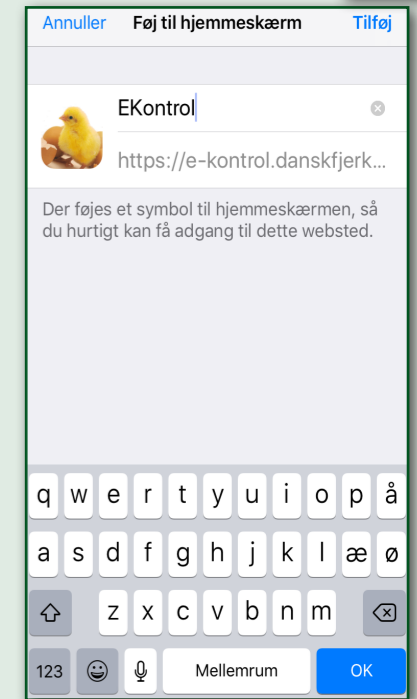 Annuller Føj til hjemmeskærm Tilføj
EKontrol
https://e-kontrol.danskfjerk...
Der føjes et symbol til hjemmeskærmen, så
du hurtigt kan få adgang til dette websted.
q w e r t y u i o p å
a s d f g h j k l æ ø
z x c v b n m
123 Mellemrum OK